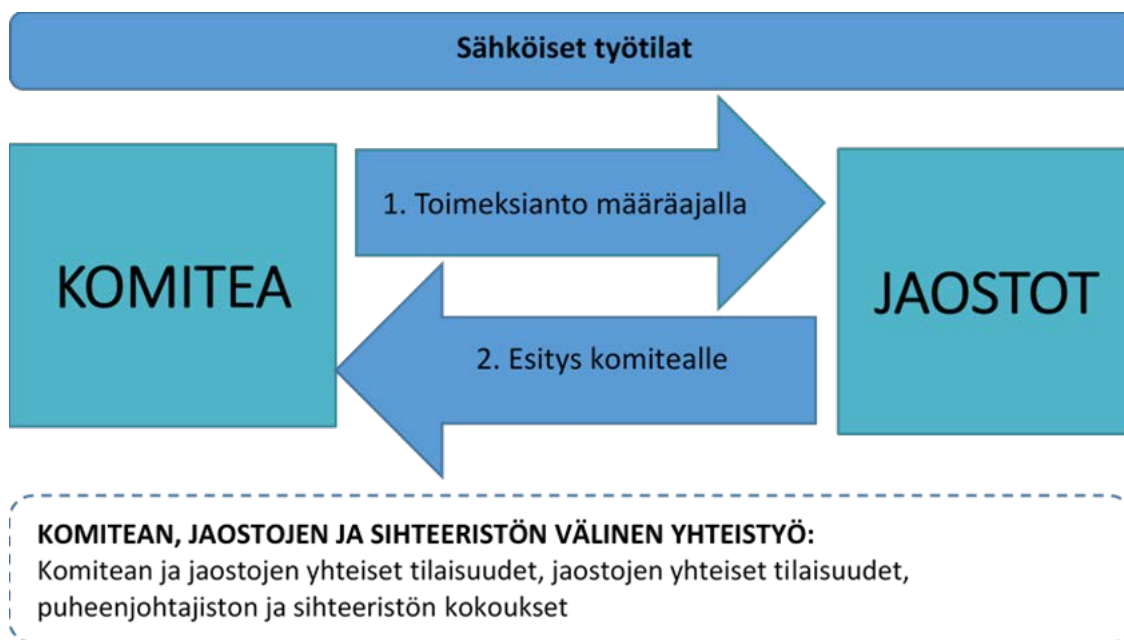 Sähköiset työtilat
1. Toimeksianto määräajalla
KOMITEA
JAOSTOT
2. Esitys komitealle
KOMITEAN, JAOSTOJEN JA SIHTEERISTÖN VÄLINEN YHTEISTYÖ:
Komitean ja jaostojen yhteiset tilaisuudet, jaostojen yhteiset tilaisuudet,
puheenjohtajiston ja sihteeristön kokoukset